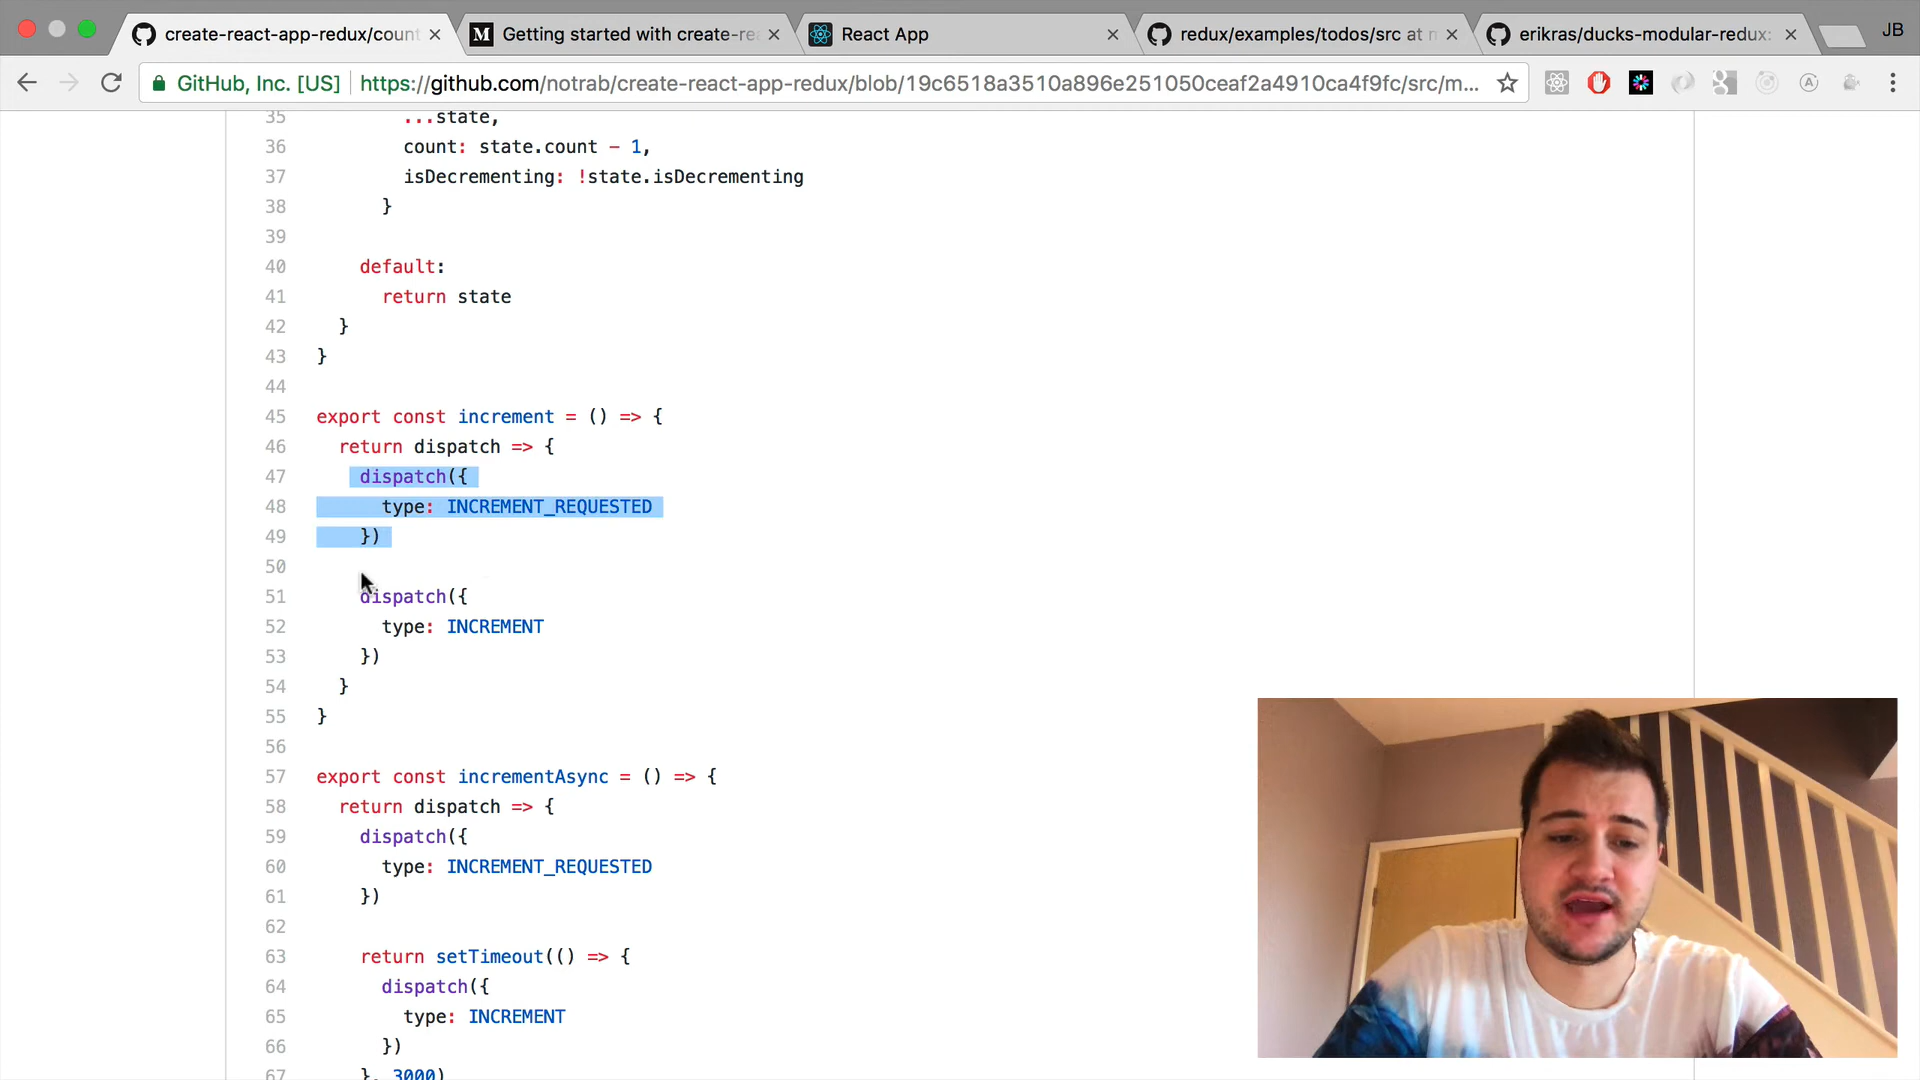 create-react-app-redux/count
Getting started with create-re
React App
redux/examples/todos/src at m
erikras/ducks-modular-redux:
JB
GitHub, Inc. [US] https://github.com/notrab/create-react-app-redux/blob/19c6518a3510a896e251050ceaf2a4910ca4f9fc/src/m...
35 ...state,
36 count: state.count - 1,
37 isDecrementing: !state.isDecrementing
38 }
39
40 default:
41 return state
42 }
43 }
44
45 export const increment = () => {
46 return dispatch => {
47 dispatch({
48 type: INCREMENT_REQUESTED
49 })
50
51 dispatch({
52 type: INCREMENT
53 })
54 }
55 }
56
57 export const incrementAsync = () => {
58 return dispatch => {
59 dispatch({
60 type: INCREMENT_REQUESTED
61 })
62
63 return setTimeout(() => {
64 dispatch({
65 type: INCREMENT
66 })
67 }, 3000)